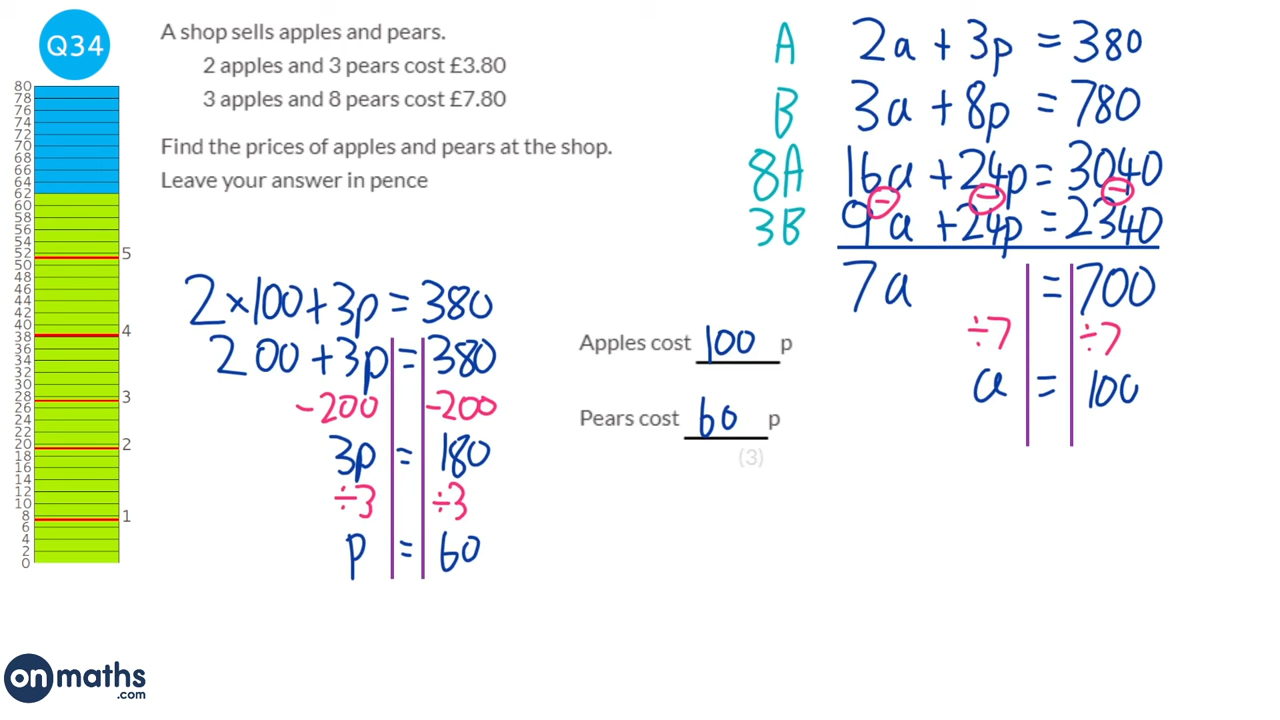 Q34
A shop sells apples and pears.
2 apples and 3 pears cost £3.80
3 apples and 8 pears cost £7.80
Find the prices of apples and pears at the shop.
Leave your answer in pence
80
78
76
74
72
70
68
66
64
62
60
58
56
54
52
50
48
46
44
42
40
38
36
34
32
30
28
26
24
22
20
18
16
14
12
10
8
6
4
2
0
5
4
3
2
1
2×100+3p = 380
200+3p = 380
-200 -200
3p = 180
÷3 ÷3
p = 60
Apples cost 100 p
Pears cost 60 p
(3)
A 2a + 3p = 380
B 3a + 8p = 780
8A 16a + 24p = 3040
- - -
3B 9a + 24p = 2340
7a = 700
÷7 ÷7
a = 100
onmaths
.com